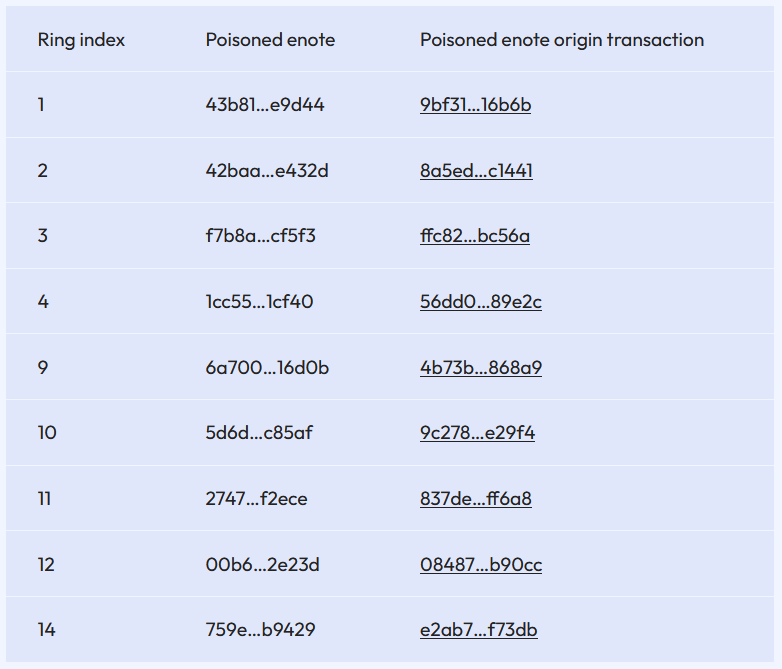 Ring index Poisoned enote Poisoned enote origin transaction
1 43b81...e9d44 9bf31...16b6b
2 42baa...e432d 8a5ed...c1441
3 f7b8a...cf5f3 ffc82...bc56a
4 1cc55...1cf40 56dd0...89e2c
9 6a700...16d0b 4b73b...868a9
10 5d6d...c85af 9c278...e29f4
11 2747...f2ece 837de...ff6a8
12 00b6...2e23d 08487...b90cc
14 759e...b9429 e2ab7...f73db